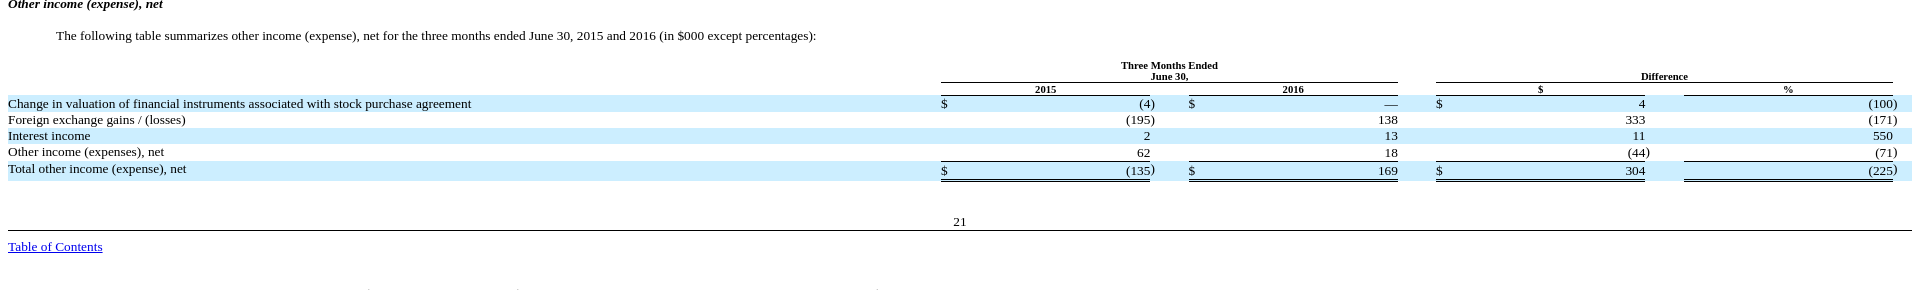 Other income (expense), net
The following table summarizes other income (expense), net for the three months ended June 30, 2015 and 2016 (in $000 except percentages):
Three Months Ended
June 30, Difference
2015 2016 $ %
Change in valuation of financial instruments associated with stock purchase agreement $ (4) $ — $ 4 (100)
Foreign exchange gains / (losses) (195) 138 333 (171)
Interest income 2 13 11 550
Other income (expenses), net 62 18 (44) (71)
Total other income (expense), net $ (135) $ 169 $ 304 (225)
21
Table of Contents